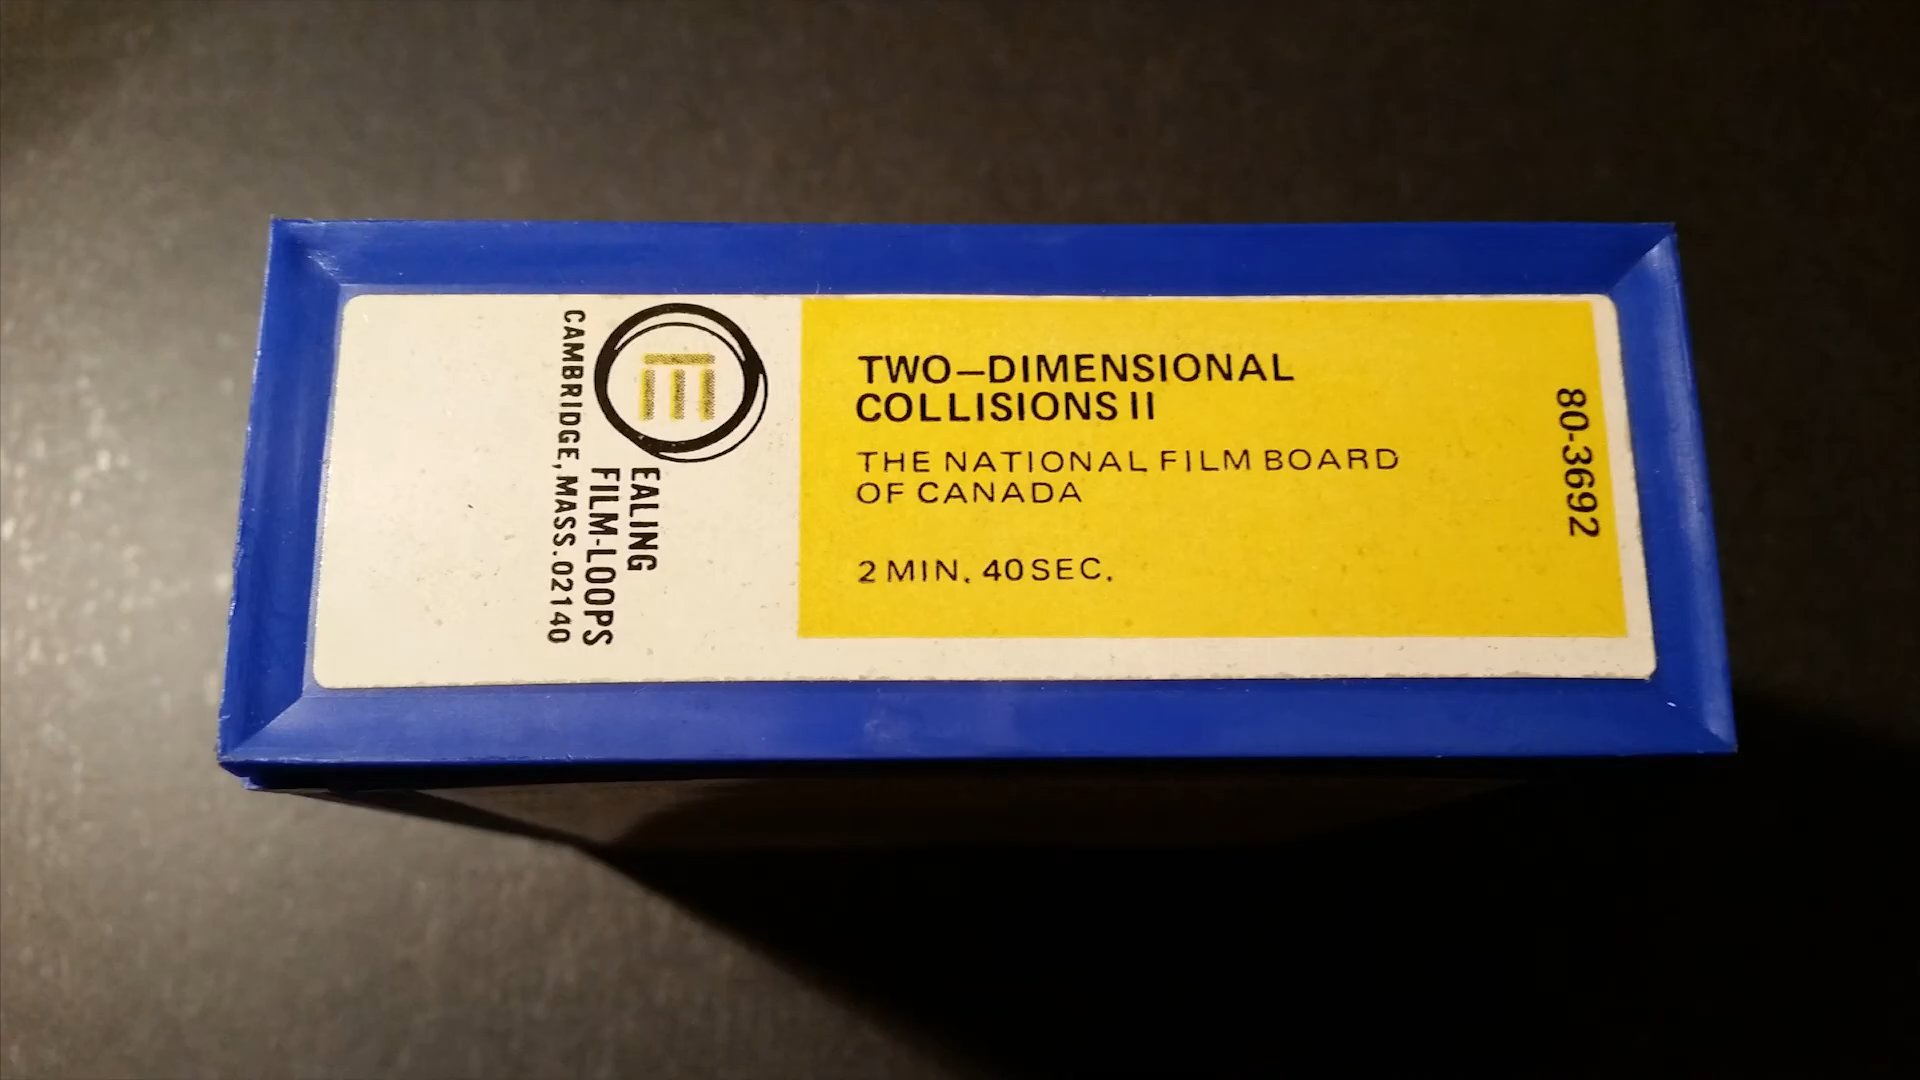 TWO-DIMENSIONAL
COLLISIONS II
THE NATIONAL FILM BOARD
OF CANADA
2 MIN. 40 SEC.
80-3692
E
EALING
FILM-LOOPS
CAMBRIDGE, MASS. 02140